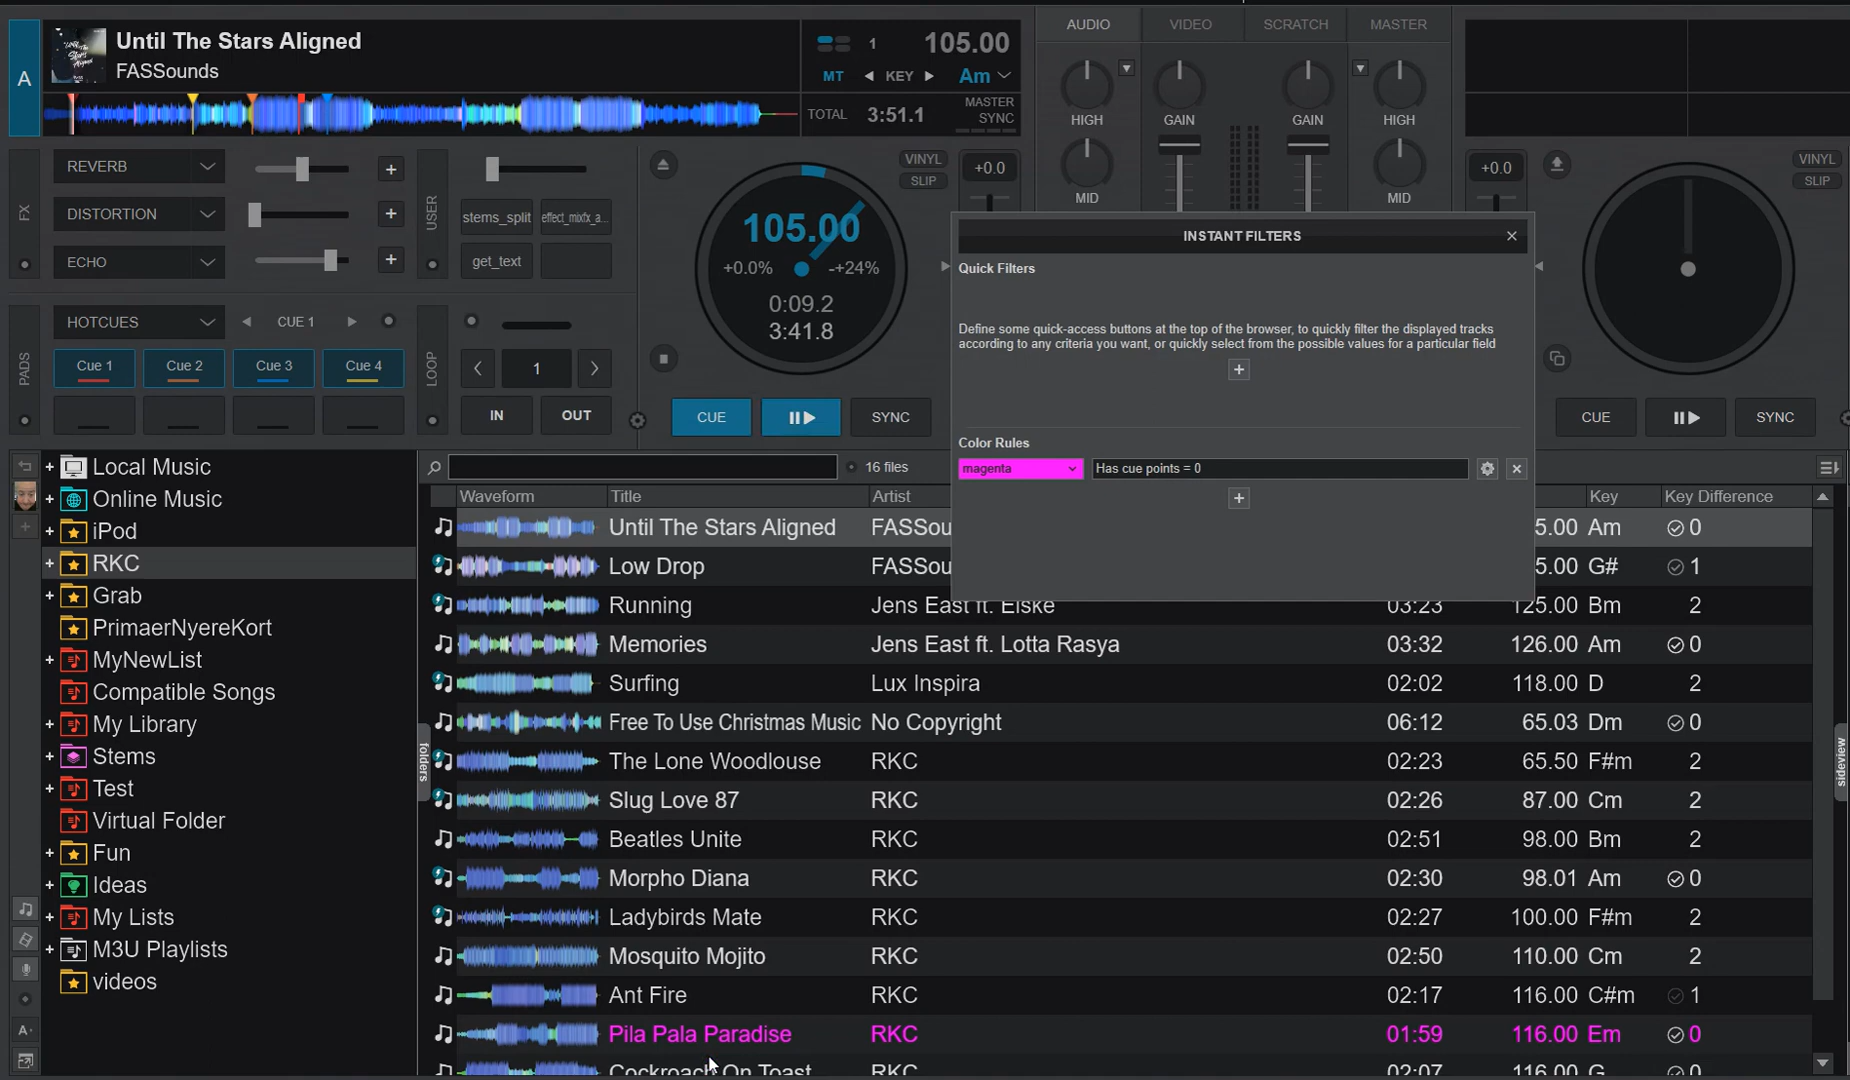 A
Until The Stars Aligned
FASSounds
1 105.00
MT ◄ KEY ► Am
TOTAL 3:51.1 MASTER SYNC
AUDIO VIDEO SCRATCH MASTER
HIGH GAIN GAIN HIGH
MID MID
FX
REVERB
DISTORTION
ECHO
USER
stems_split effect_mixfx_a...
get_text
VINYL
SLIP
+0.0
105.00
+0.0% -+24%
0:09.2
3:41.8
+0.0
VINYL
SLIP
PADS
HOTCUES ◄ CUE 1 ►
Cue 1 Cue 2 Cue 3 Cue 4
LOOP
1
IN OUT
CUE SYNC
CUE SYNC
INSTANT FILTERS
Quick Filters
Define some quick-access buttons at the top of the browser, to quickly filter the displayed tracks
according to any criteria you want, or quickly select from the possible values for a particular field
+
Color Rules
magenta Has cue points = 0
+
Local Music
Online Music
iPod
RKC
Grab
PrimaerNyereKort
MyNewList
Compatible Songs
My Library
Stems
Test
Virtual Folder
Fun
Ideas
My Lists
M3U Playlists
videos
folders
sideview
16 files
Waveform Title Artist Key Key Difference
Until The Stars Aligned FASSou 5.00 Am 0
Low Drop FASSou 5.00 G# 1
Running Jens East ft. Elske 03:23 125.00 Bm 2
Memories Jens East ft. Lotta Rasya 03:32 126.00 Am 0
Surfing Lux Inspira 02:02 118.00 D 2
Free To Use Christmas Music No Copyright 06:12 65.03 Dm 0
The Lone Woodlouse RKC 02:23 65.50 F#m 2
Slug Love 87 RKC 02:26 87.00 Cm 2
Beatles Unite RKC 02:51 98.00 Bm 2
Morpho Diana RKC 02:30 98.01 Am 0
Ladybirds Mate RKC 02:27 100.00 F#m 2
Mosquito Mojito RKC 02:50 110.00 Cm 2
Ant Fire RKC 02:17 116.00 C#m 1
Pila Pala Paradise RKC 01:59 116.00 Em 0
Cockroach On Toast RKC 02:07 116.00 G 0